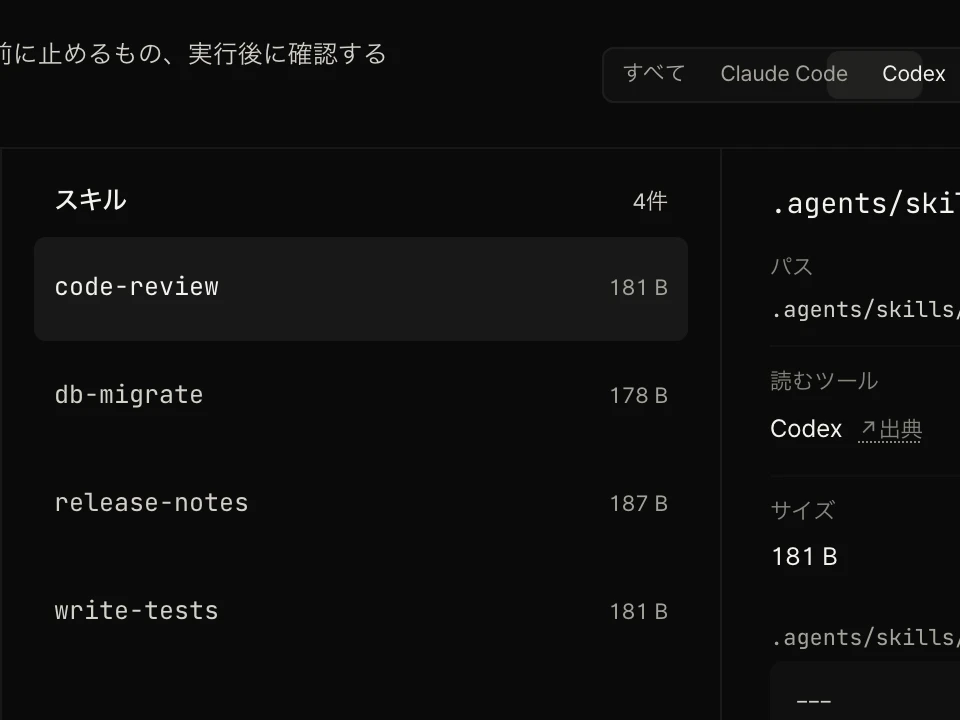 前に止めるもの、実行後に確認する
すべて Claude Code Codex
スキル 4件
code-review 181 B
db-migrate 178 B
release-notes 187 B
write-tests 181 B
.agents/skil
パス
.agents/skills/
読むツール
Codex ↗出典
サイズ
181 B
.agents/skills/
---